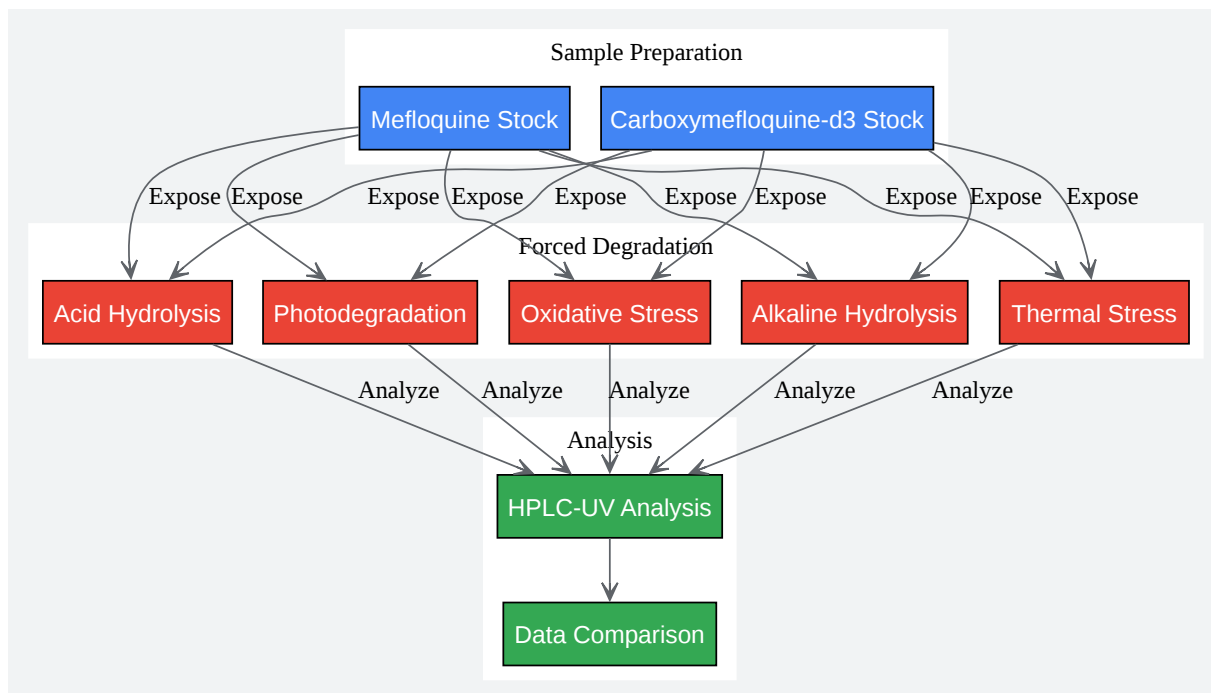 Sample Preparation
Mefloquine Stock
Carboxymefloquine-d3 Stock
Expose
Expose
Expose
Expose
Expose
Expose
Expose
Expose
Expose
Expose
Forced Degradation
Acid Hydrolysis
Photodegradation
Oxidative Stress
Alkaline Hydrolysis
Thermal Stress
Analyze
Analyze
Analyze
Analyze
Analyze
Analysis
HPLC-UV Analysis
Data Comparison